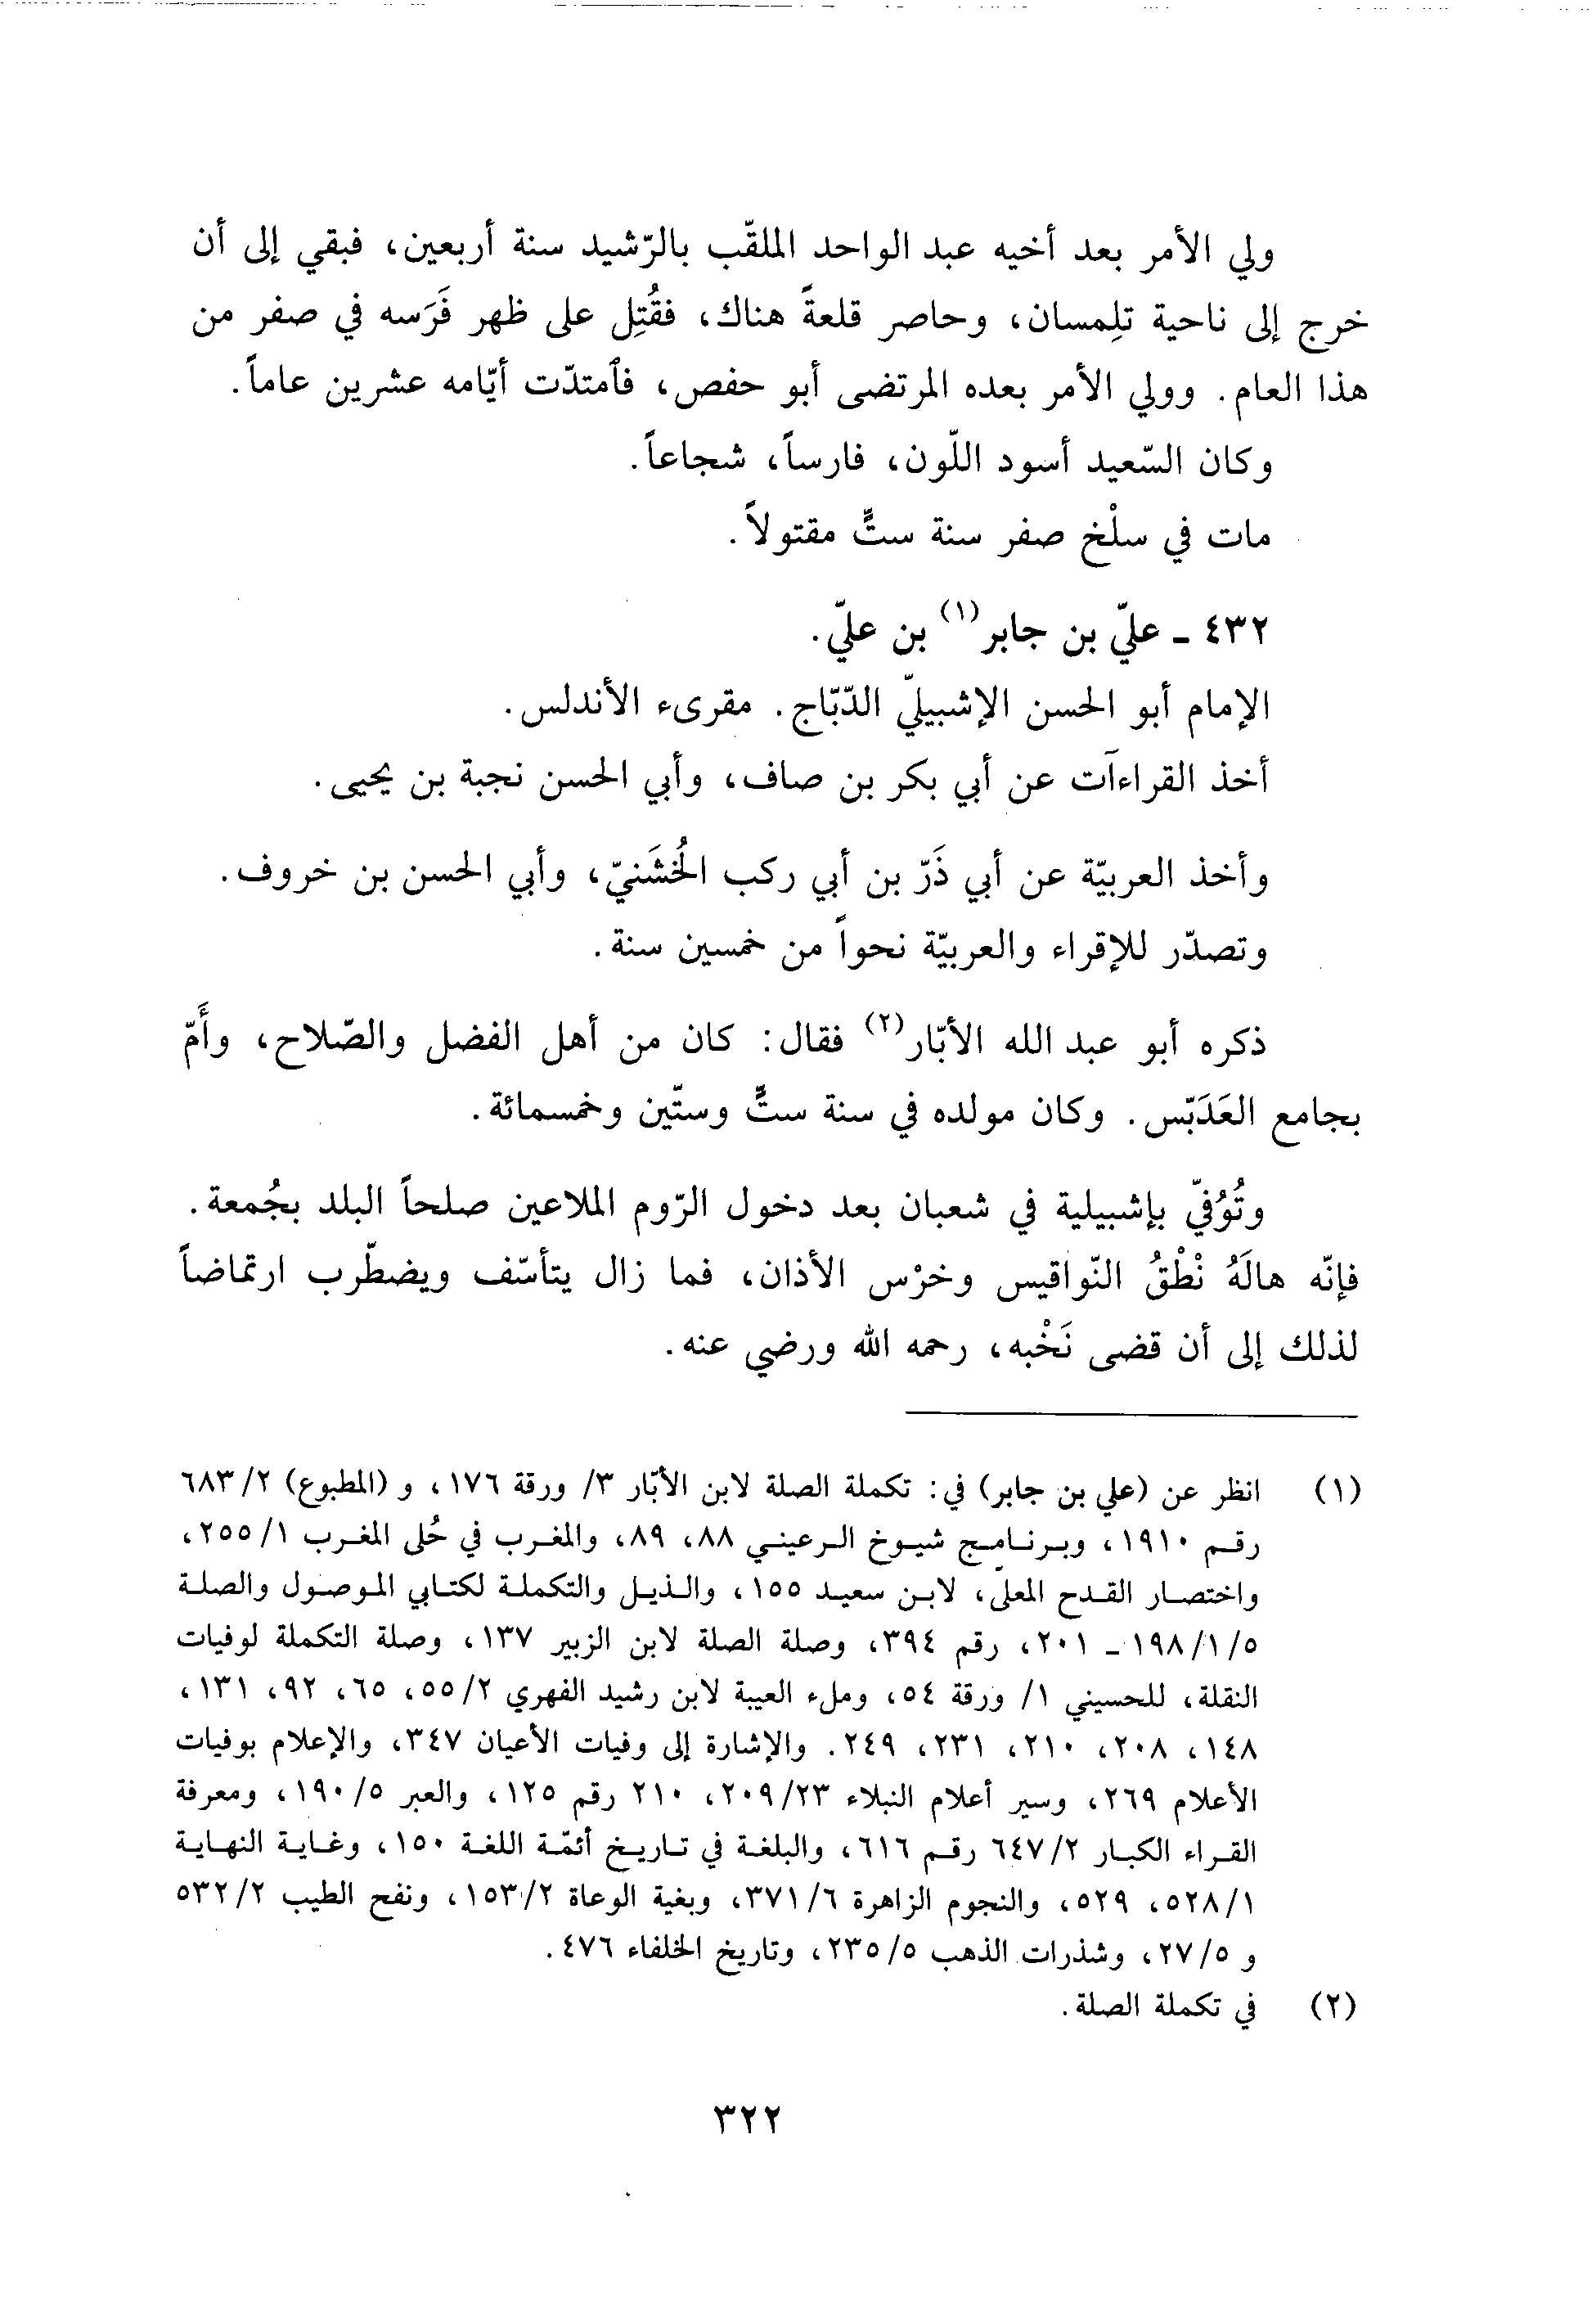 ولي الأمر بعد أخيه عبد الواحد الملقّب بالرّشيد سنة أربعين، فبقي إلى أن
خرج إلى ناحية تلِمسان، وحاصر قلعةً هناك، فقُتِل على ظهر فَرَسه في صفر من
هذا العام. وولي الأمر بعده المرتضى أبو حفص، فٱمتدّت أيّامه عشرين عاماً.
وكان السّعيد أسود اللّون، فارساً، شجاعاً.
مات في سلْخ صفر سنة ستٍّ مقتولاً.
٤٣٢ ـ عليّ بن جابر(١) بن عليّ.
الإمام أبو الحسن الإشبيليّ الدّبّاج. مقرىء الأندلس.
أخذ القراءآت عن أبي بكر بن صاف، وأبي الحسن نجبة بن يحيى.
وأخذ العربيّة عن أبي ذَرّ بن أبي ركب الخُشَنيّ، وأبي الحسن بن خروف.
وتصدّر للإقراء والعربيّة نحواً من خمسين سنة.
ذكره أبو عبد الله الأبّار(٢) فقال: كان من أهل الفضل والصّلاح، وأَمّ
بجامع العَدَبّس. وكان مولده في سنة ستٍّ وستّين وخمسمائة.
وتُوُفيّ بإشبيلية في شعبان بعد دخول الرّوم الملاعين صلحاً البلد بجُمعة.
فإنّه هالَهُ نْطْقُ النّواقيس وخرْس الأذان، فما زال يتأسّف ويضطّرب ارتماضاً
لذلك إلى أن قضى نَخْبه، رحمه الله ورضي عنه.
(١) انظر عن (علي بن جابر) في: تكملة الصلة لابن الأبّار ٣/ ورقة ١٧٦، و (المطبوع) ٢/ ٦٨٣
رقم ١٩١٠، وبرنامج شيوخ الرعيني ٨٨، ٨٩، والمغرب في حُلى المغرب ١/ ٢٥٥،
واختصار القدح المعلّى، لابن سعيد ١٥٥، والذيل والتكملة لكتابي الموصول والصلة
٥/ ١/ ١٩٨ ـ ٢٠١، رقم ٣٩٤، وصلة الصلة لابن الزبير ١٣٧، وصلة التكملة لوفيات
النقلة، للحسيني ١/ ورقة ٥٤، وملء العيبة لابن رشيد الفهري ٢/ ٥٥، ٦٥، ٩٢، ١٣١،
١٤٨، ٢٠٨، ٢١٠، ٢٣١، ٢٤٩. والإشارة إلى وفيات الأعيان ٣٤٧، والإعلام بوفيات
الأعلام ٢٦٩، وسير أعلام النبلاء ٢٣/ ٢٠٩، ٢١٠ رقم ١٢٥، والعبر ٥/ ١٩٠، ومعرفة
القراء الكبار ٢/ ٦٤٧ رقم ٦١٦، والبلغة في تاريخ أئمّة اللغة ١٥٠، وغاية النهاية
١/ ٥٢٨، ٥٢٩، والنجوم الزاهرة ٦/ ٣٧١، وبغية الوعاة ٢/ ١٥٣، ونفح الطيب ٢/ ٥٣٢
و ٥/ ٢٧، وشذرات الذهب ٥/ ٢٣٥، وتاريخ الخلفاء ٤٧٦.
(٢) في تكملة الصلة.
٣٢٢